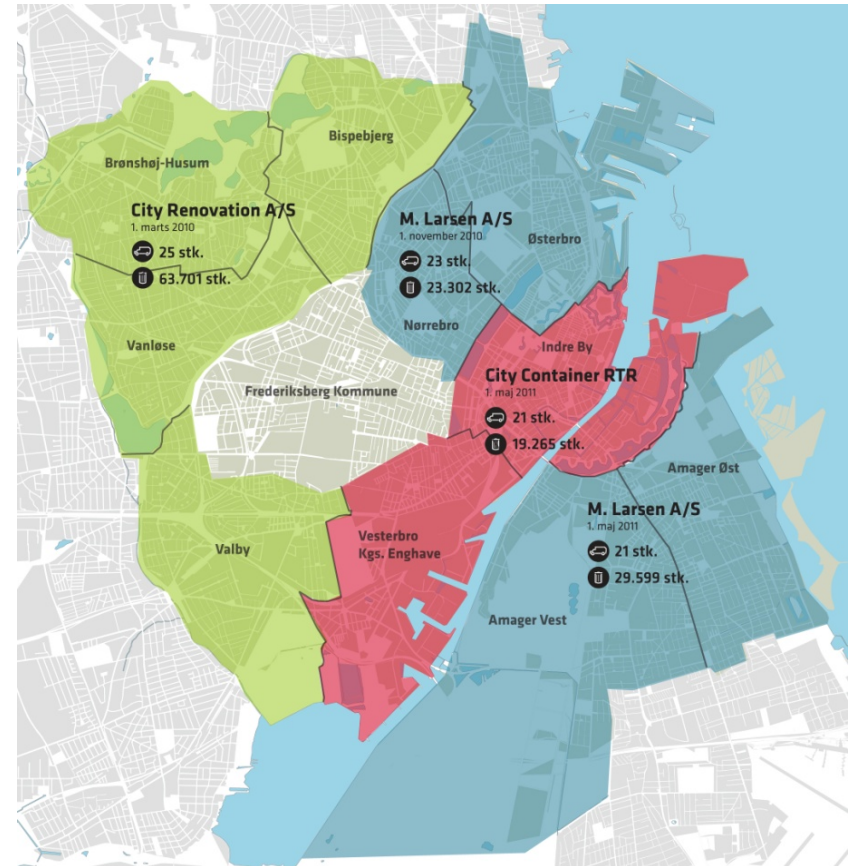 Bispebjerg
Brønshøj-Husum
City Renovation A/S
1. marts 2010
25 stk.
63.701 stk.
Vanløse
Valby
M. Larsen A/S
1. november 2010
23 stk.
23.302 stk.
Østerbro
Nørrebro
Frederiksberg Kommune
Indre By
City Container RTR
1. maj 2011
21 stk.
19.265 stk.
Vesterbro
Kgs. Enghave
Amager Øst
M. Larsen A/S
1. maj 2011
21 stk.
29.599 stk.
Amager Vest